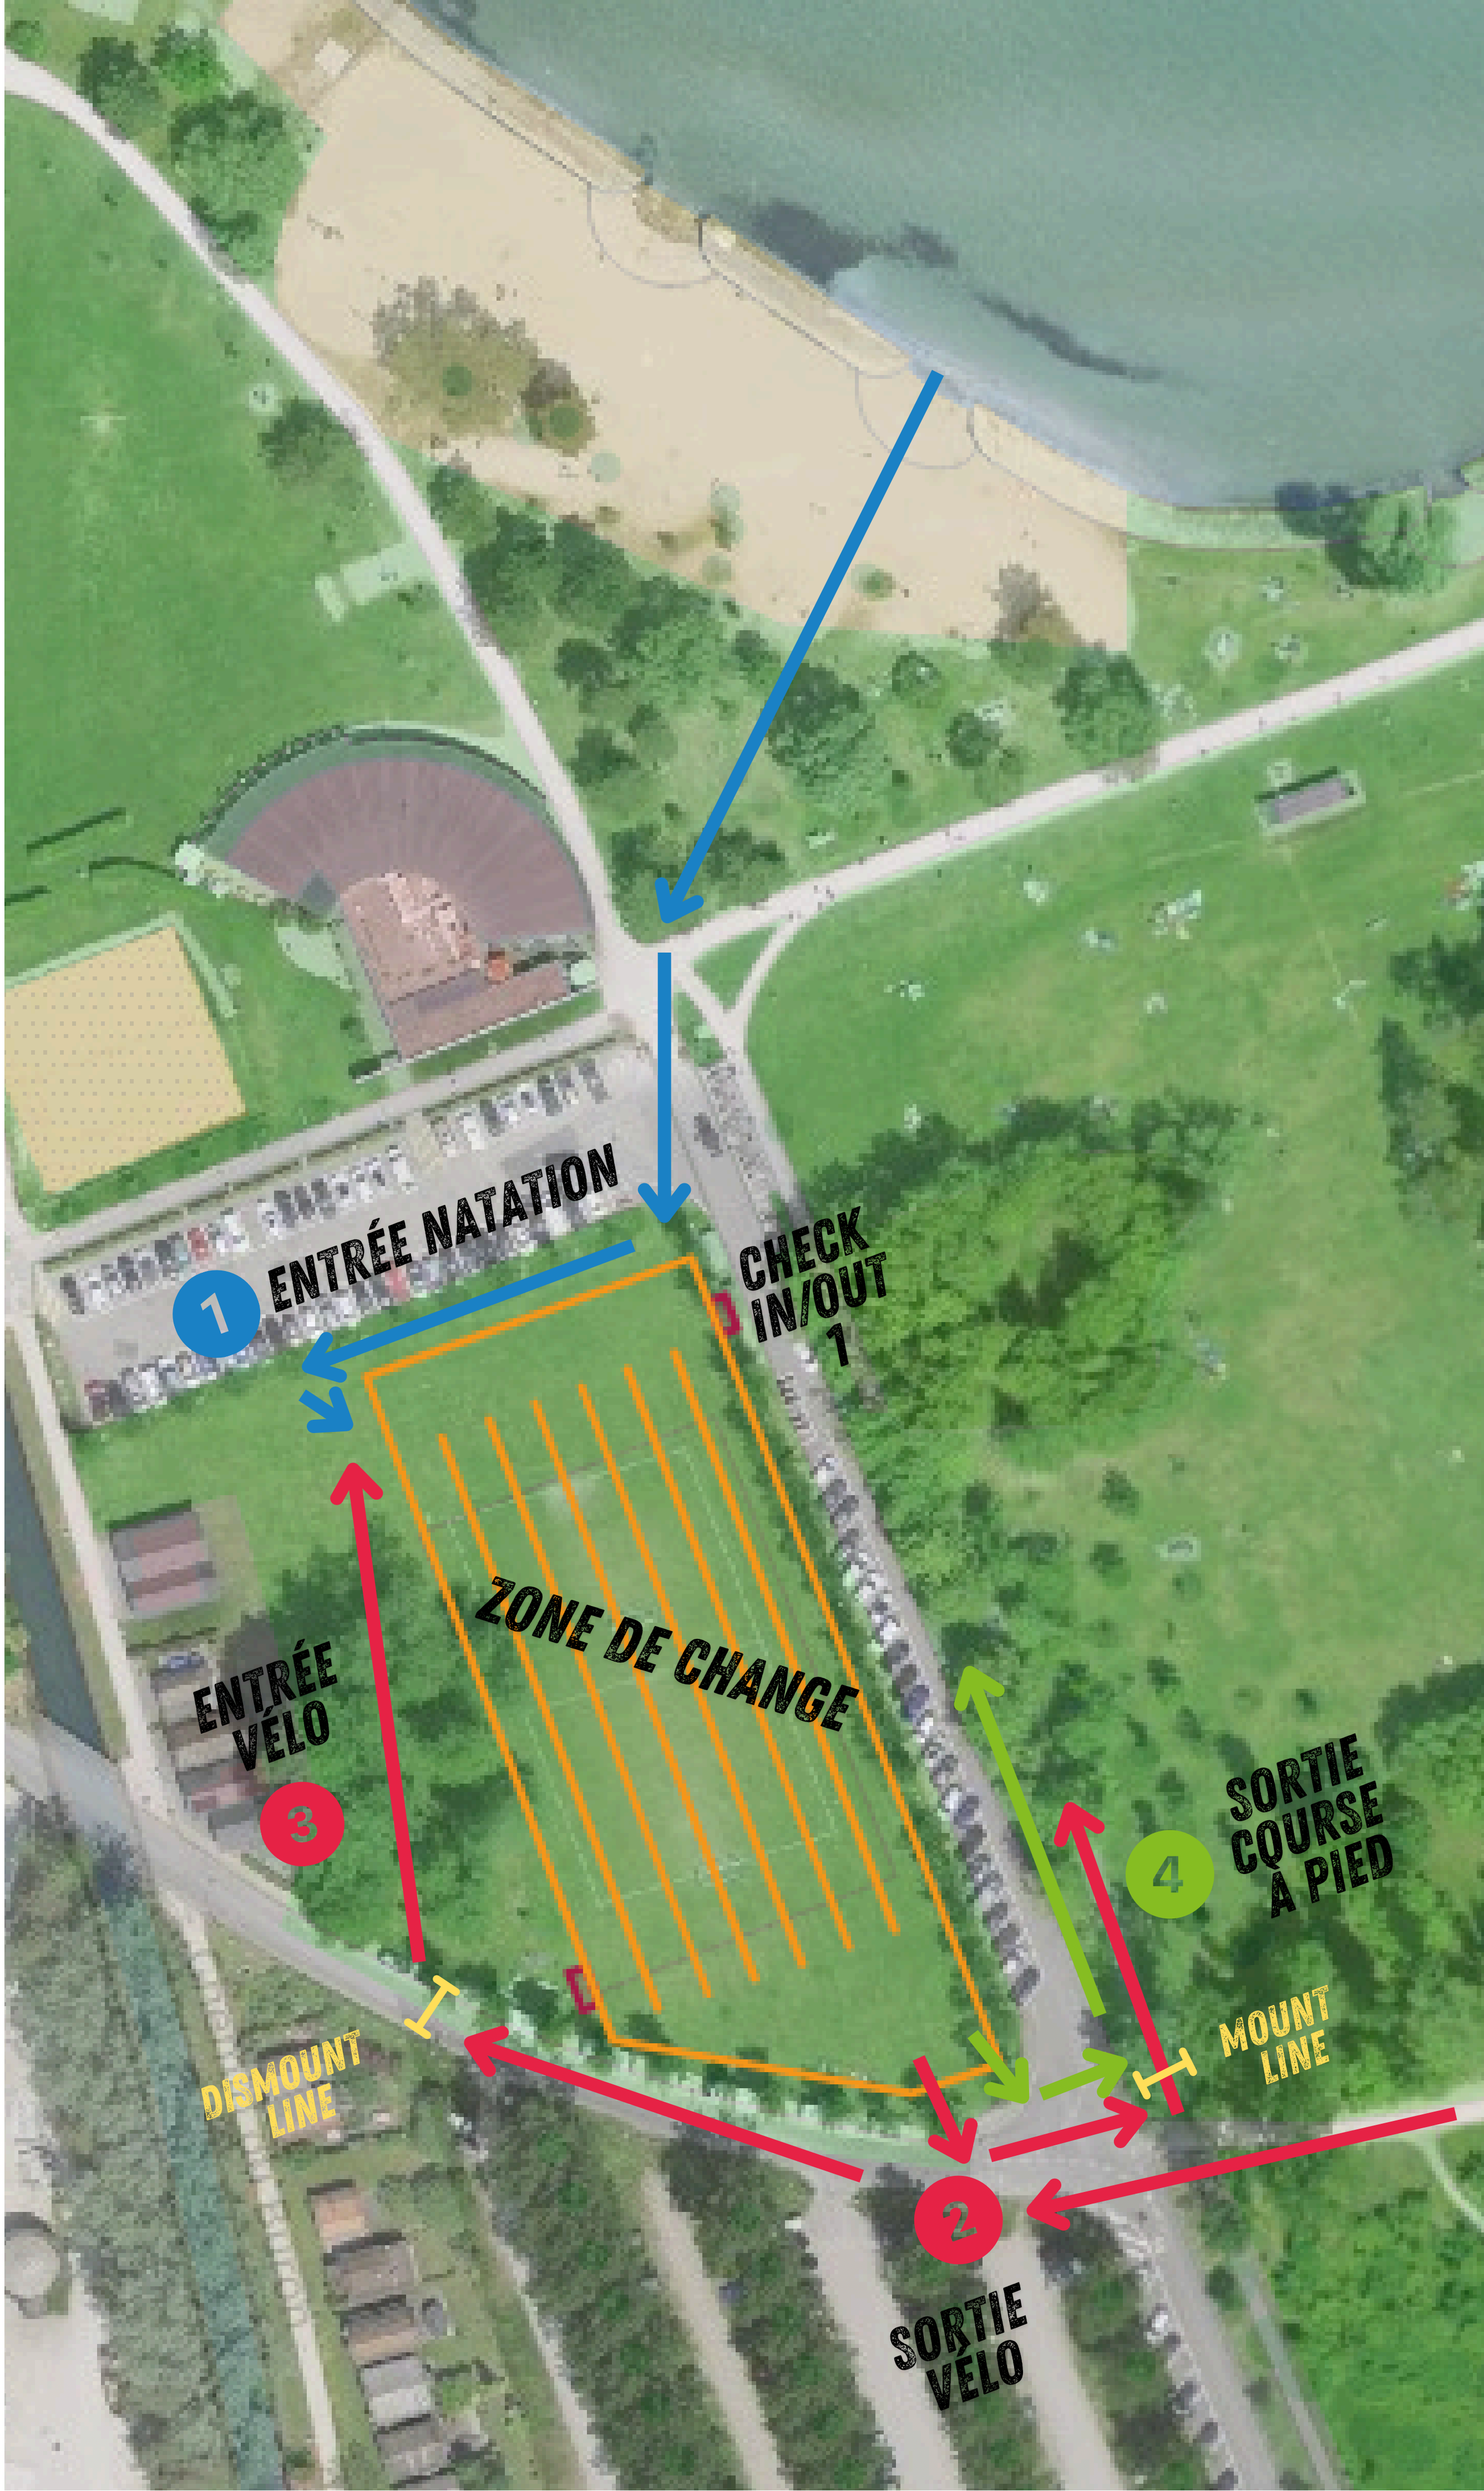 1
ENTRÉE NATATION
CHECK
IN/OUT
1
ZONE DE CHANGE
ENTRÉE
VÉLO
3
SORTIE
COURSE
À PIED
4
MOUNT
LINE
DISMOUNT
LINE
2
SORTIE
VÉLO